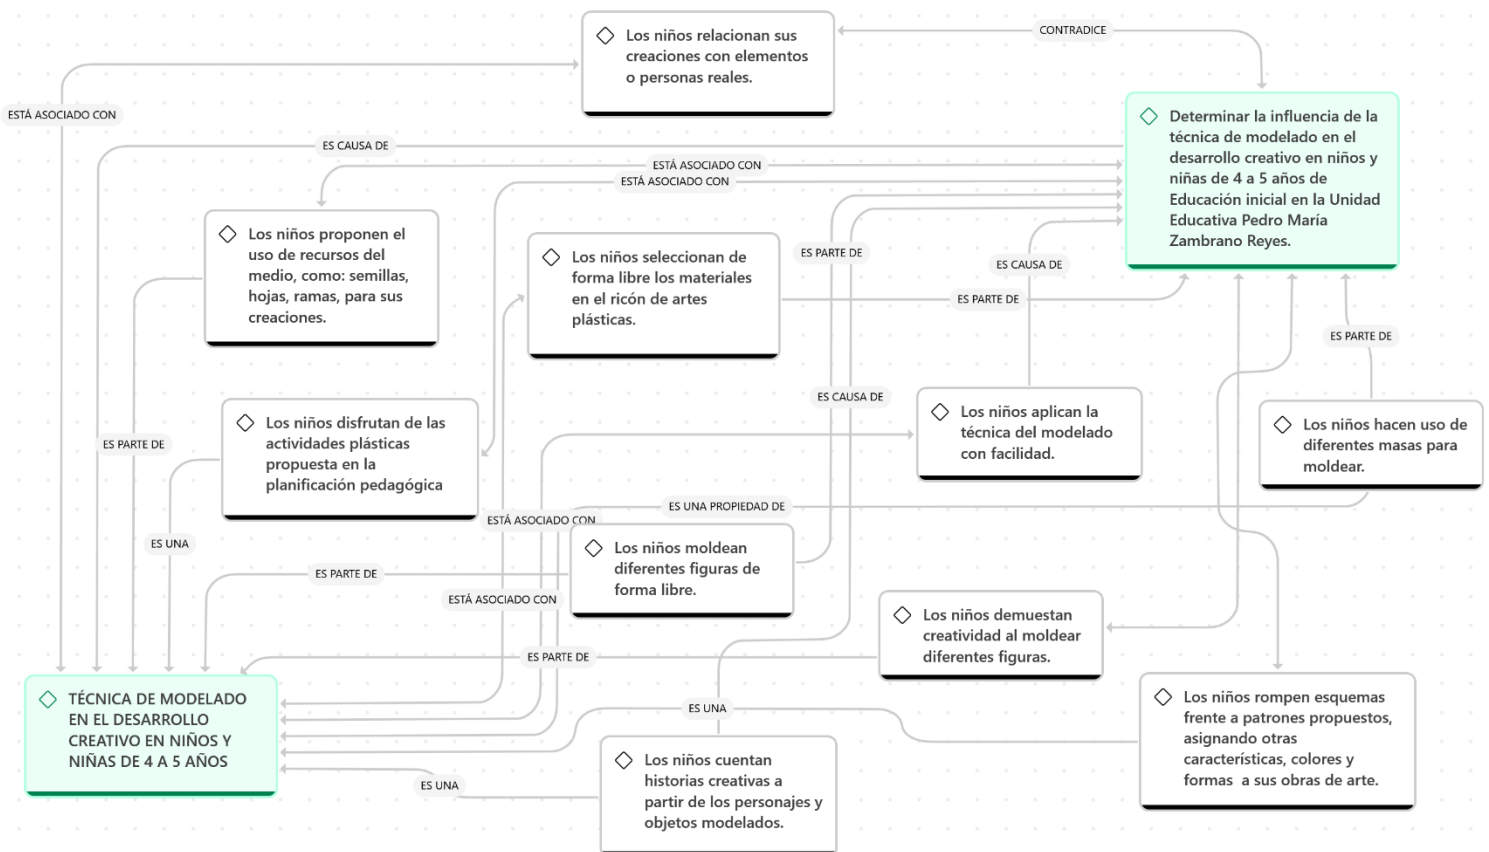 Los niños relacionan sus
creaciones con elementos
o personas reales.
CONTRADICE
ESTÁ ASOCIADO CON
Determinar la influencia de la
técnica de modelado en el
desarrollo creativo en niños y
niñas de 4 a 5 años de
Educación inicial en la Unidad
Educativa Pedro María
Zambrano Reyes.
ES CAUSA DE
ESTÁ ASOCIADO CON
ESTÁ ASOCIADO CON
Los niños proponen el
uso de recursos del
medio, como: semillas,
hojas, ramas, para sus
creaciones.
Los niños seleccionan de
forma libre los materiales
en el ricón de artes
plásticas.
ES PARTE DE
ES CAUSA DE
ES PARTE DE
ES PARTE DE
ES CAUSA DE
Los niños aplican la
técnica del modelado
con facilidad.
Los niños hacen uso de
diferentes masas para
moldear.
Los niños disfrutan de las
actividades plásticas
propuesta en la
planificación pedagógica
ES PARTE DE
ES UNA PROPIEDAD DE
ESTÁ ASOCIADO CON
ES UNA
Los niños moldean
diferentes figuras de
forma libre.
ES PARTE DE
ESTÁ ASOCIADO CON
Los niños demuestan
creatividad al moldear
diferentes figuras.
ES PARTE DE
TÉCNICA DE MODELADO
EN EL DESARROLLO
CREATIVO EN NIÑOS Y
NIÑAS DE 4 A 5 AÑOS
ES UNA
Los niños rompen esquemas
frente a patrones propuestos,
asignando otras
características, colores y
formas a sus obras de arte.
Los niños cuentan
historias creativas a
partir de los personajes y
objetos modelados.
ES UNA